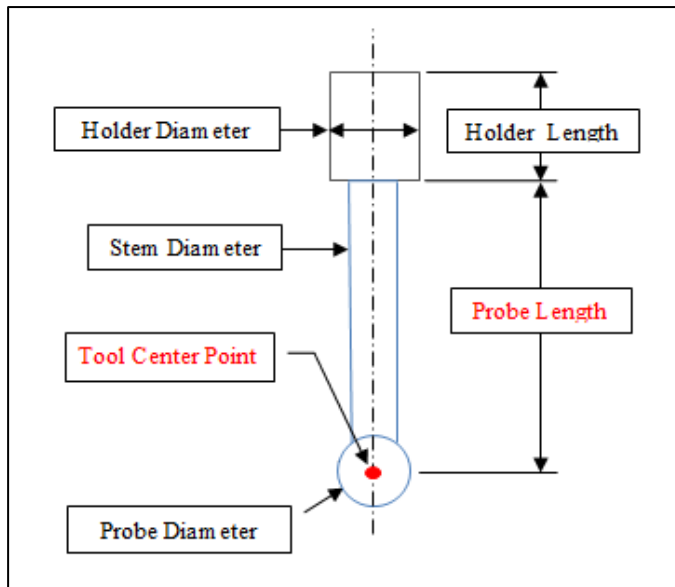 Holder Diameter
Holder Length
Stem Diameter
Probe Length
Tool Center Point
Probe Diameter